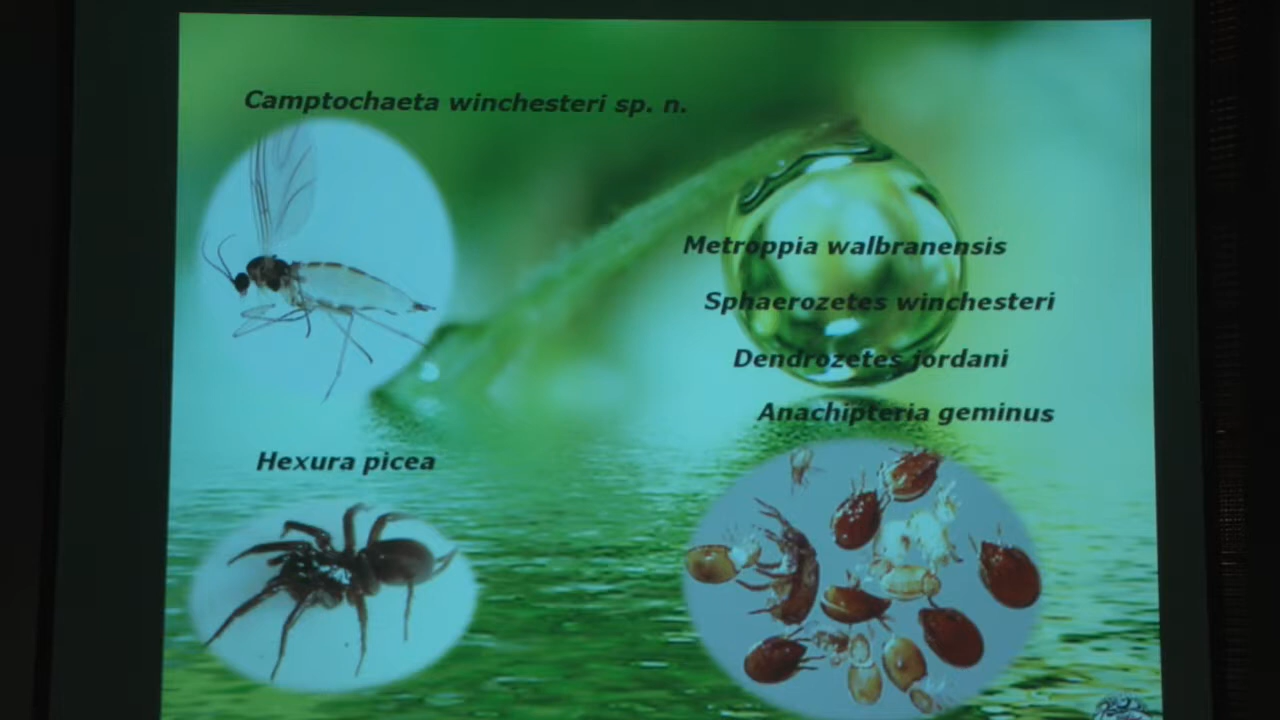 Camptochaeta winchesteri sp. n.
Metroppia walbranensis
Sphaerozetes winchesteri
Dendrozetes jordani
Anachipteria geminus
Hexura picea